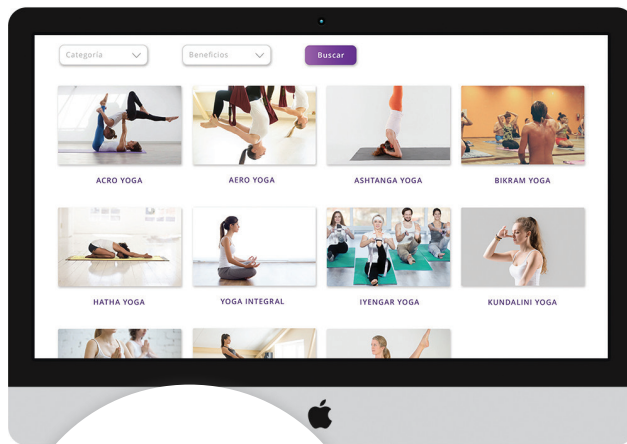 Categoría
Beneficios
Buscar
ACRO YOGA
AERO YOGA
ASHTANGA YOGA
BIKRAM YOGA
HATHA YOGA
YOGA INTEGRAL
IYENGAR YOGA
KUNDALINI YOGA